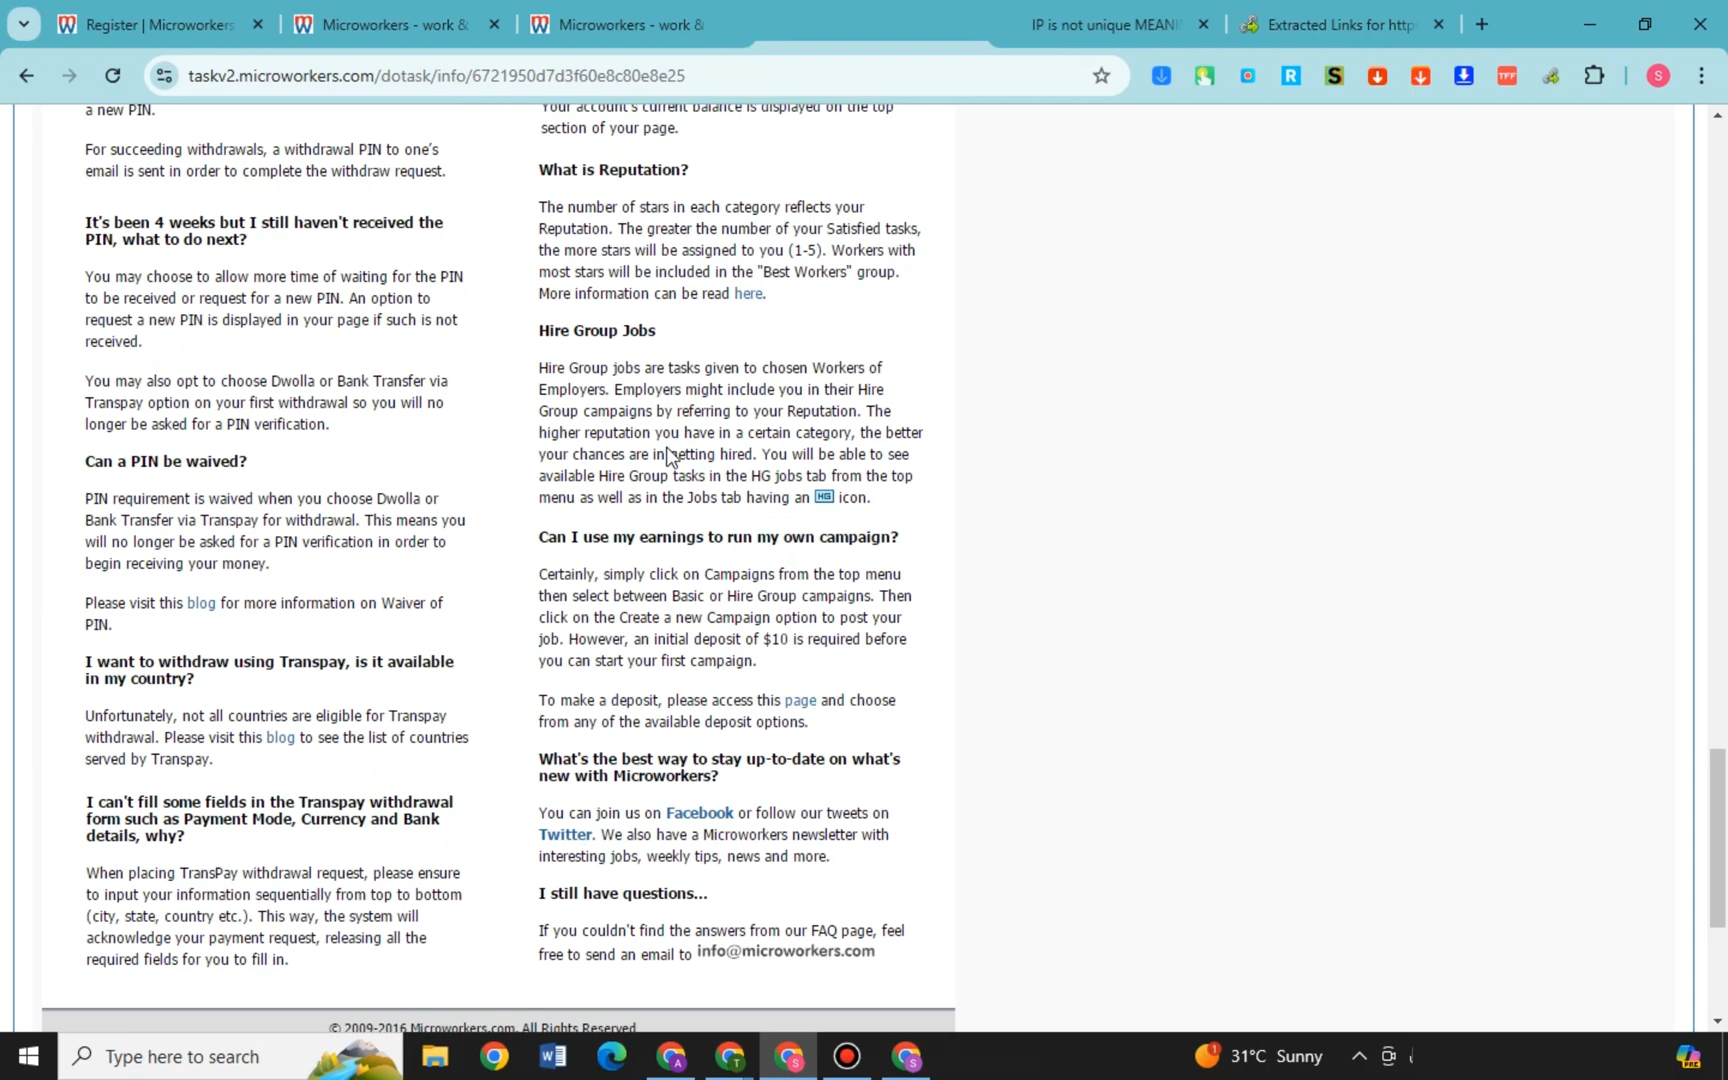 Register | Microworkers
Microworkers - work &
Microworkers - work &
IP is not unique MEANI
Extracted Links for http
taskv2.microworkers.com/dotask/info/6721950d7d3f60e8c80e8e25
a new PIN.
For succeeding withdrawals, a withdrawal PIN to one's
email is sent in order to complete the withdraw request.
It's been 4 weeks but I still haven't received the
PIN, what to do next?
You may choose to allow more time of waiting for the PIN
to be received or request for a new PIN. An option to
request a new PIN is displayed in your page if such is not
received.
You may also opt to choose Dwolla or Bank Transfer via
Transpay option on your first withdrawal so you will no
longer be asked for a PIN verification.
Can a PIN be waived?
PIN requirement is waived when you choose Dwolla or
Bank Transfer via Transpay for withdrawal. This means you
will no longer be asked for a PIN verification in order to
begin receiving your money.
Please visit this blog for more information on Waiver of
PIN.
I want to withdraw using Transpay, is it available
in my country?
Unfortunately, not all countries are eligible for Transpay
withdrawal. Please visit this blog to see the list of countries
served by Transpay.
I can't fill some fields in the Transpay withdrawal
form such as Payment Mode, Currency and Bank
details, why?
When placing TransPay withdrawal request, please ensure
to input your information sequentially from top to bottom
(city, state, country etc.). This way, the system will
acknowledge your payment request, releasing all the
required fields for you to fill in.
Your account's current balance is displayed on the top
section of your page.
What is Reputation?
The number of stars in each category reflects your
Reputation. The greater the number of your Satisfied tasks,
the more stars will be assigned to you (1-5). Workers with
most stars will be included in the "Best Workers" group.
More information can be read here.
Hire Group Jobs
Hire Group jobs are tasks given to chosen Workers of
Employers. Employers might include you in their Hire
Group campaigns by referring to your Reputation. The
higher reputation you have in a certain category, the better
your chances are in getting hired. You will be able to see
available Hire Group tasks in the HG jobs tab from the top
menu as well as in the Jobs tab having an HG icon.
Can I use my earnings to run my own campaign?
Certainly, simply click on Campaigns from the top menu
then select between Basic or Hire Group campaigns. Then
click on the Create a new Campaign option to post your
job. However, an initial deposit of $10 is required before
you can start your first campaign.
To make a deposit, please access this page and choose
from any of the available deposit options.
What's the best way to stay up-to-date on what's
new with Microworkers?
You can join us on Facebook or follow our tweets on
Twitter. We also have a Microworkers newsletter with
interesting jobs, weekly tips, news and more.
I still have questions...
If you couldn't find the answers from our FAQ page, feel
free to send an email to info@microworkers.com
© 2009-2016 Microworkers.com. All Rights Reserved
Type here to search
31°C Sunny